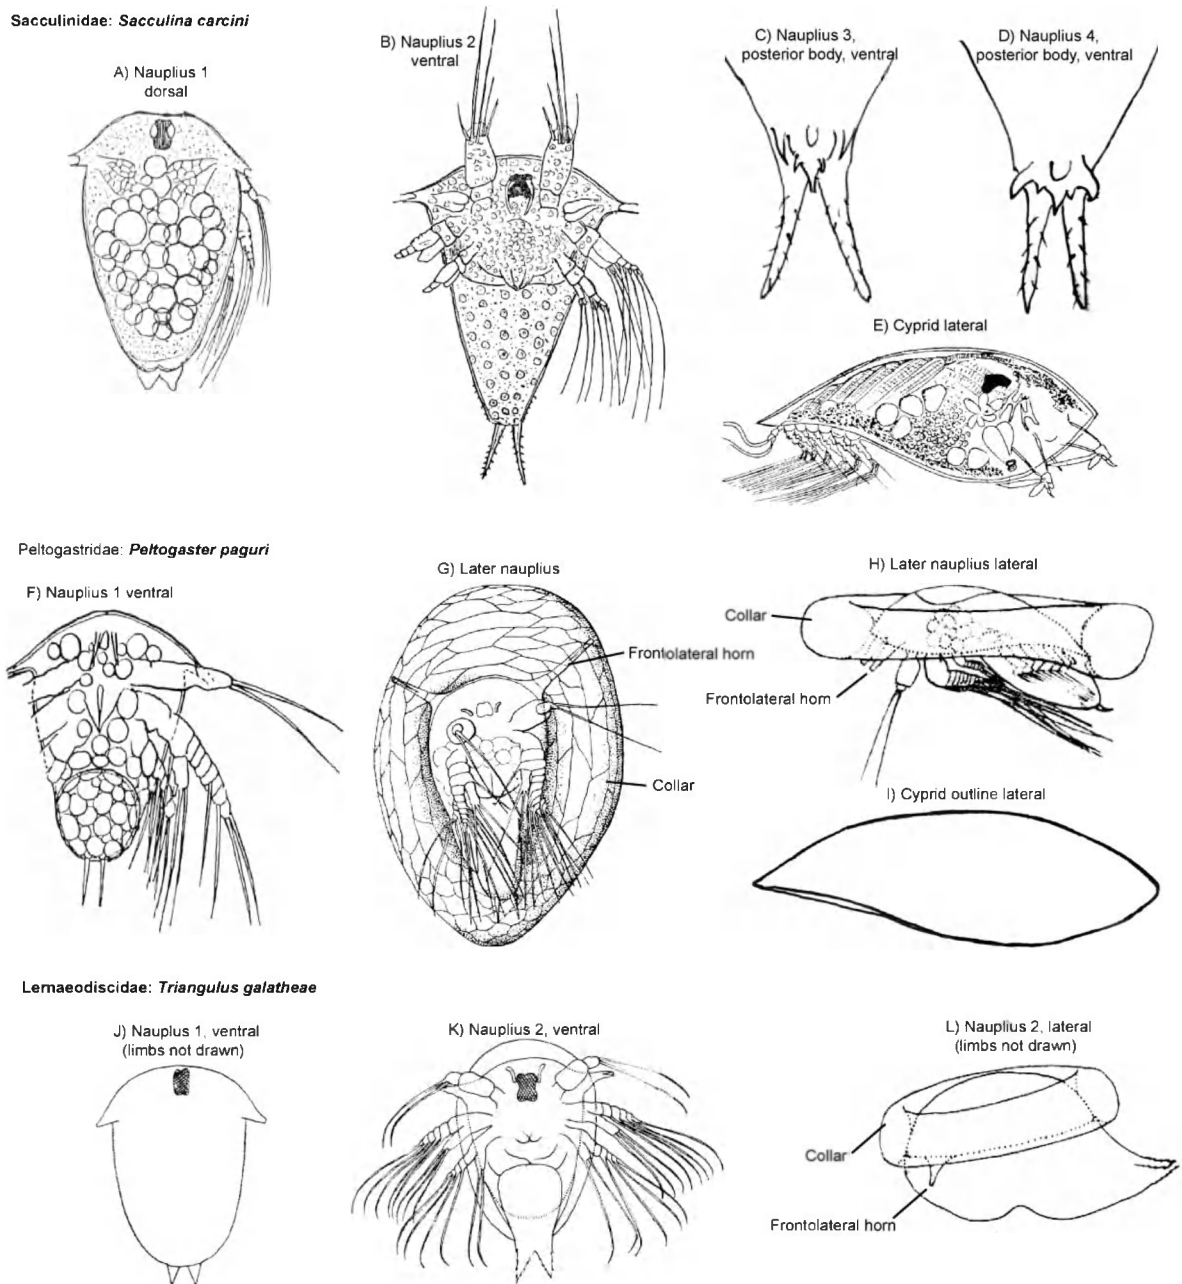 Sacculinidae: Sacculina carcini
A) Nauplius 1
dorsal
B) Nauplius 2
ventral
C) Nauplius 3,
posterior body, ventral
D) Nauplius 4,
posterior body, ventral
E) Cyprid lateral
Peltogastridae: Peltogaster paguri
F) Nauplius 1 ventral
G) Later nauplius
Frontolateral horn
Collar
H) Later nauplius lateral
Collar
Frontolateral horn
I) Cyprid outline lateral
Lernaeodiscidae: Triangulus galatheae
J) Nauplus 1, ventral
(limbs not drawn)
K) Nauplius 2, ventral
L) Nauplius 2, lateral
(limbs not drawn)
Collar
Frontolateral horn